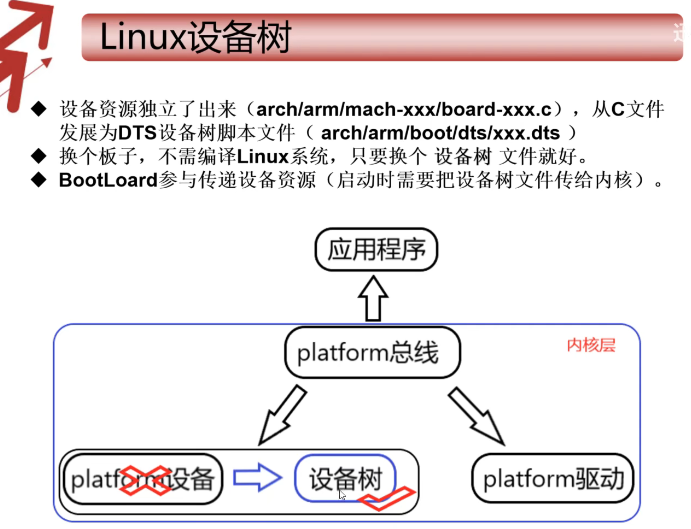 Linux设备树
◆ 设备资源独立了出来（arch/arm/mach-xxx/board-xxx.c），从C文件
发展为DTS设备树脚本文件（ arch/arm/boot/dts/xxx.dts ）
◆ 换个板子，不需编译Linux系统，只要换个 设备树 文件就好。
◆ BootLoard参与传递设备资源（启动时需要把设备树文件传给内核）。
应用程序
platform总线
内核层
platform设备
设备树
platform驱动